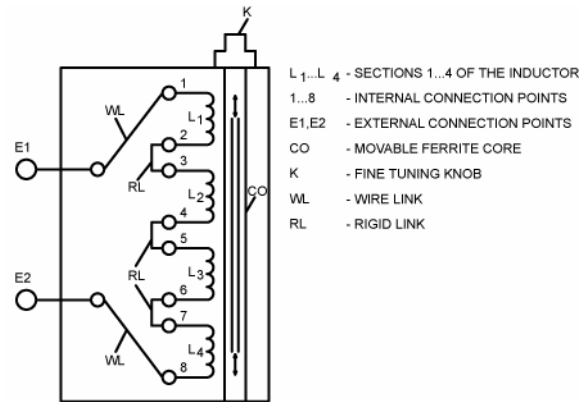 K
1
WL
L1
2
E1
3
RL
L2
CO
4
5
E2
RL
L3
6
7
L4
WL
8
L 1...L 4 - SECTIONS 1...4 OF THE INDUCTOR
1...8 - INTERNAL CONNECTION POINTS
E1,E2 - EXTERNAL CONNECTION POINTS
CO - MOVABLE FERRITE CORE
K - FINE TUNING KNOB
WL - WIRE LINK
RL - RIGID LINK